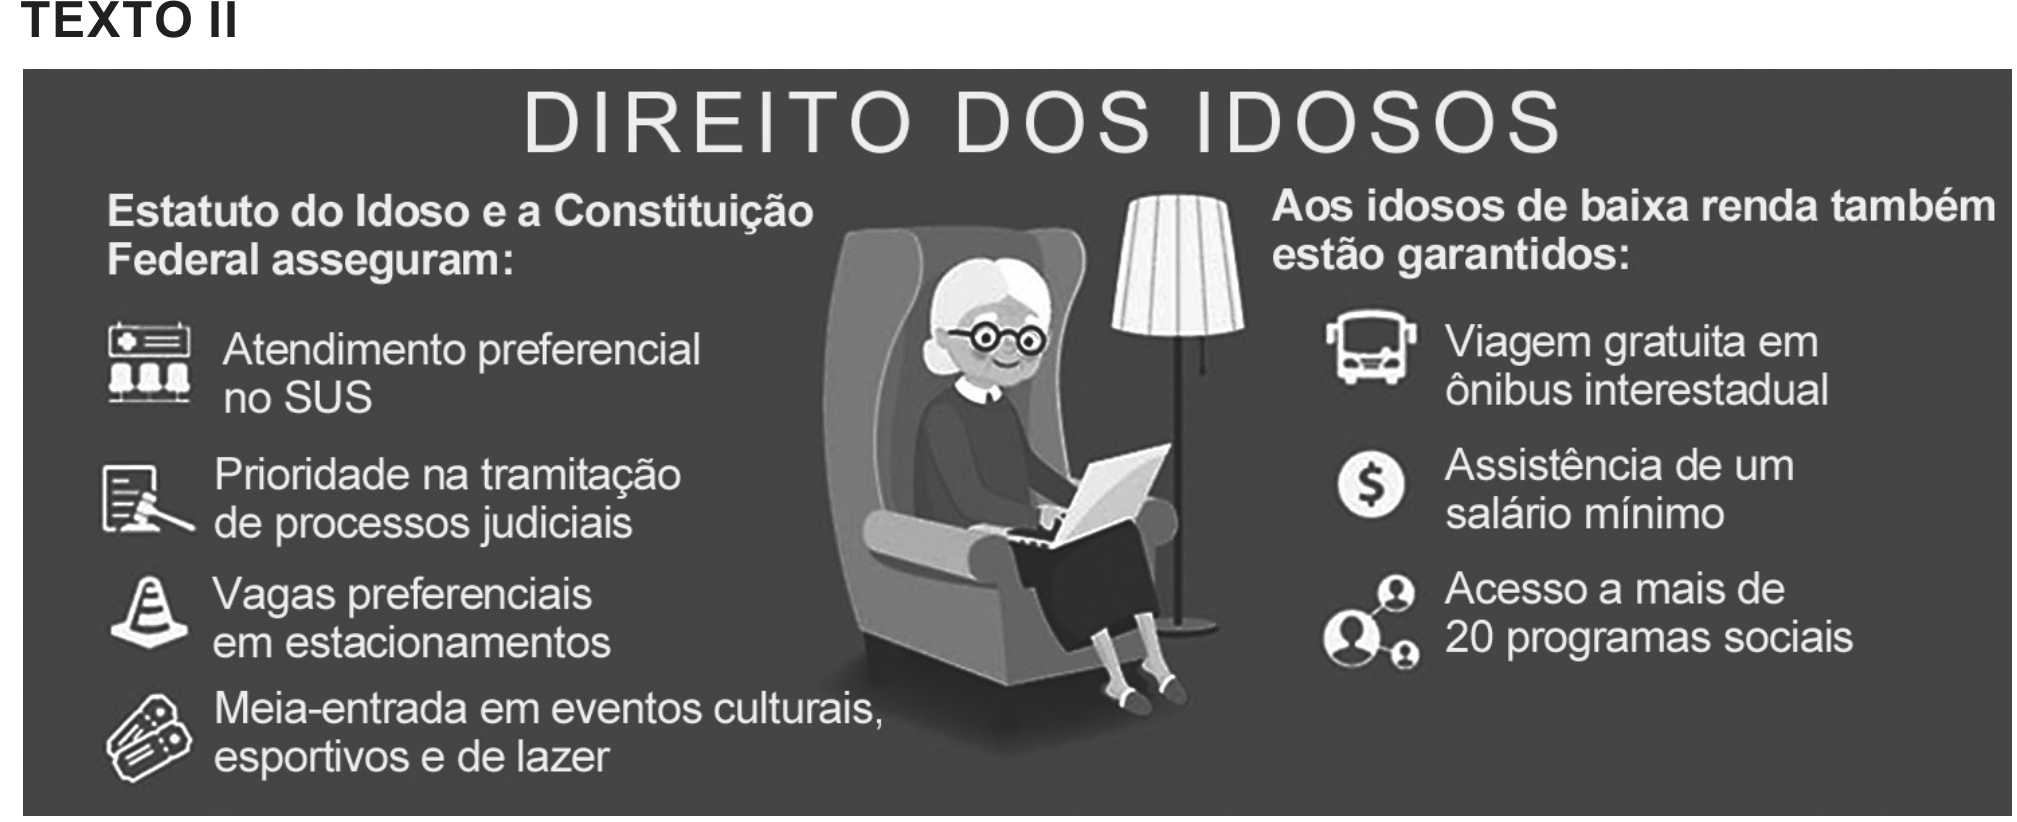 TEXTO II
DIREITO DOS IDOSOS
Estatuto do Idoso e a Constituição
Federal asseguram:
Atendimento preferencial
no SUS
Prioridade na tramitação
de processos judiciais
Vagas preferenciais
em estacionamentos
Meia-entrada em eventos culturais,
esportivos e de lazer
Aos idosos de baixa renda também
estão garantidos:
Viagem gratuita em
ônibus interestadual
$
Assistência de um
salário mínimo
Acesso a mais de
20 programas sociais